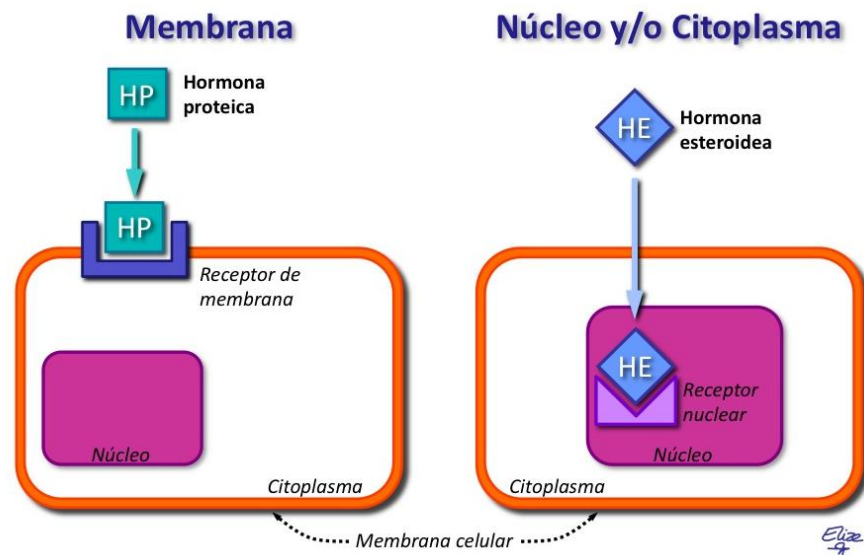 Membrana
HP
Hormona
proteica
HP
Receptor de
membrana
Núcleo
Citoplasma
Núcleo y/o Citoplasma
HE
Hormona
esteroidea
HE
Receptor
nuclear
Núcleo
Citoplasma
Membrana celular